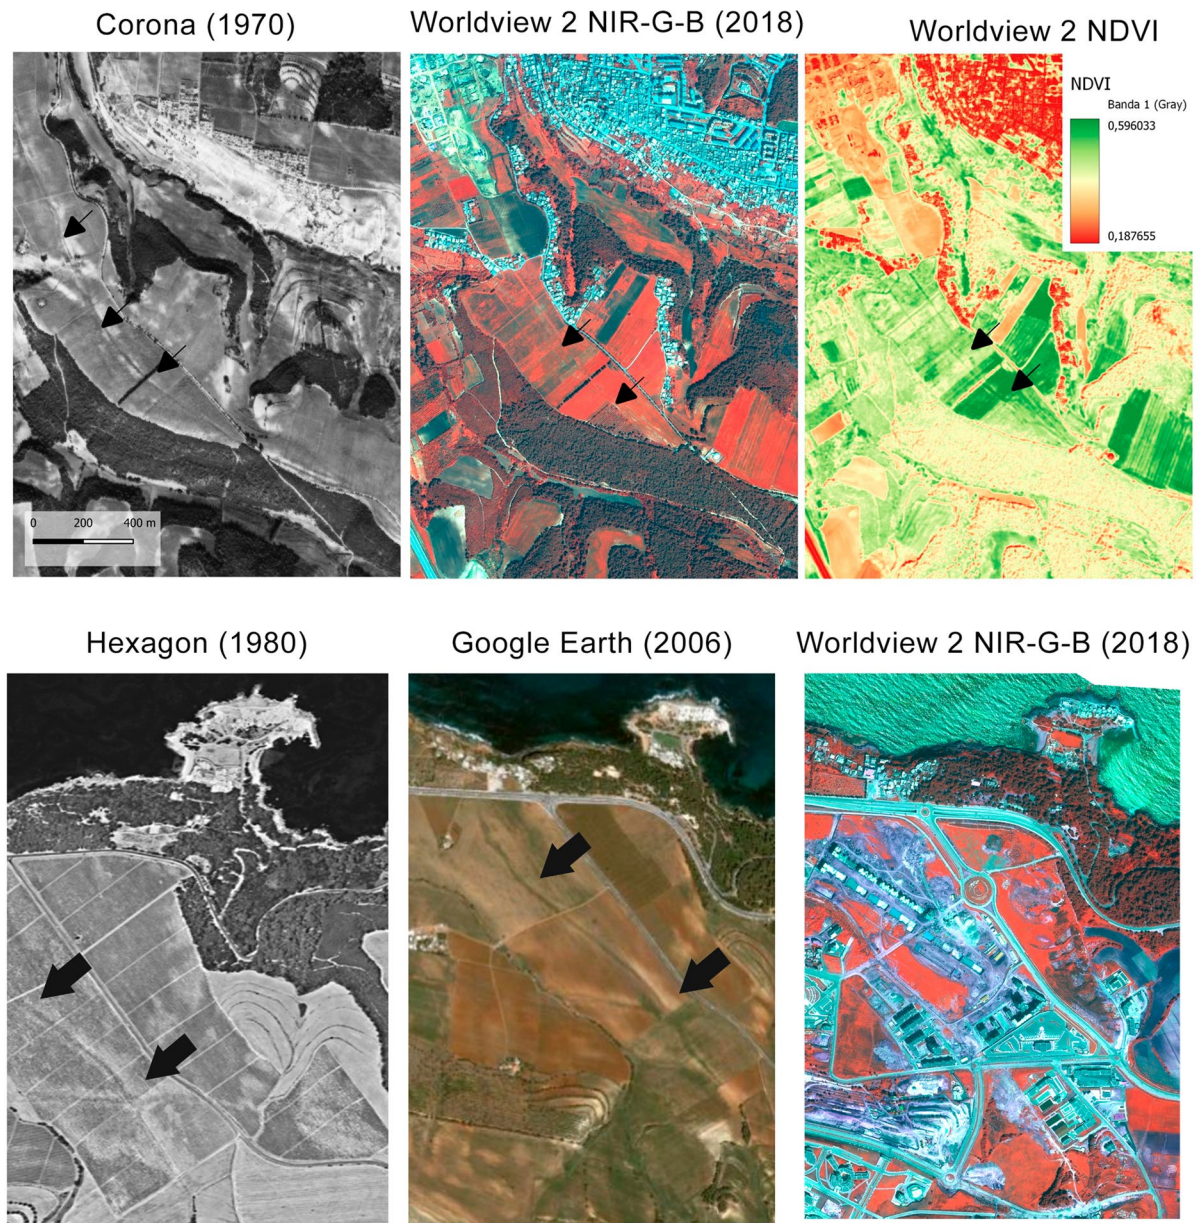 Corona (1970)
Worldview 2 NIR-G-B (2018)
Worldview 2 NDVI
NDVI
Banda 1 (Gray)
0,596033
0,187655
0 200 400 m
Hexagon (1980)
Google Earth (2006)
Worldview 2 NIR-G-B (2018)